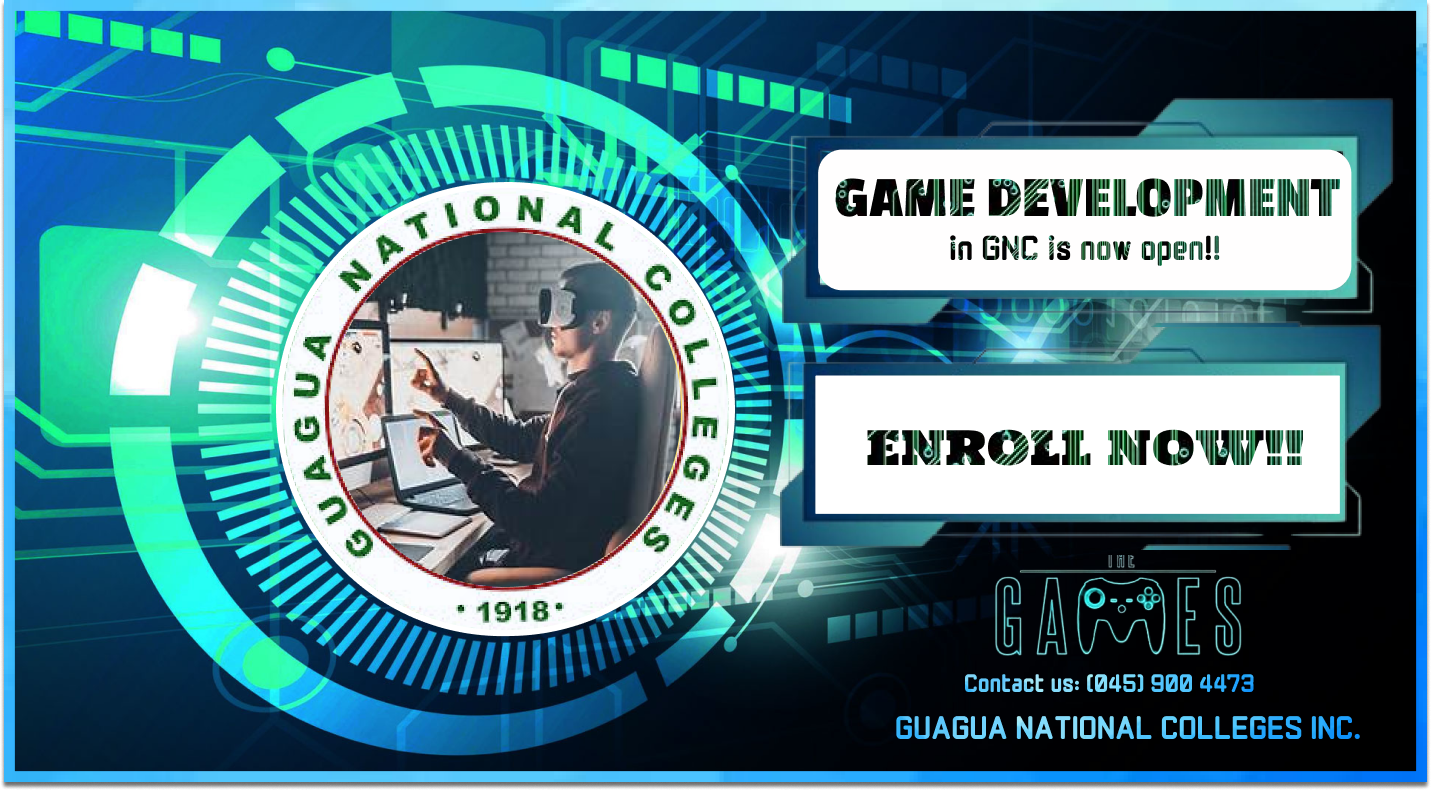 GUAGUA NATIONAL COLLEGES
• 1918 •
GAME DEVELOPMENT
in GNC is now open!!
ENROLL NOW!!
THE
GAMES
Contact us: (045) 900 4473
GUAGUA NATIONAL COLLEGES INC.